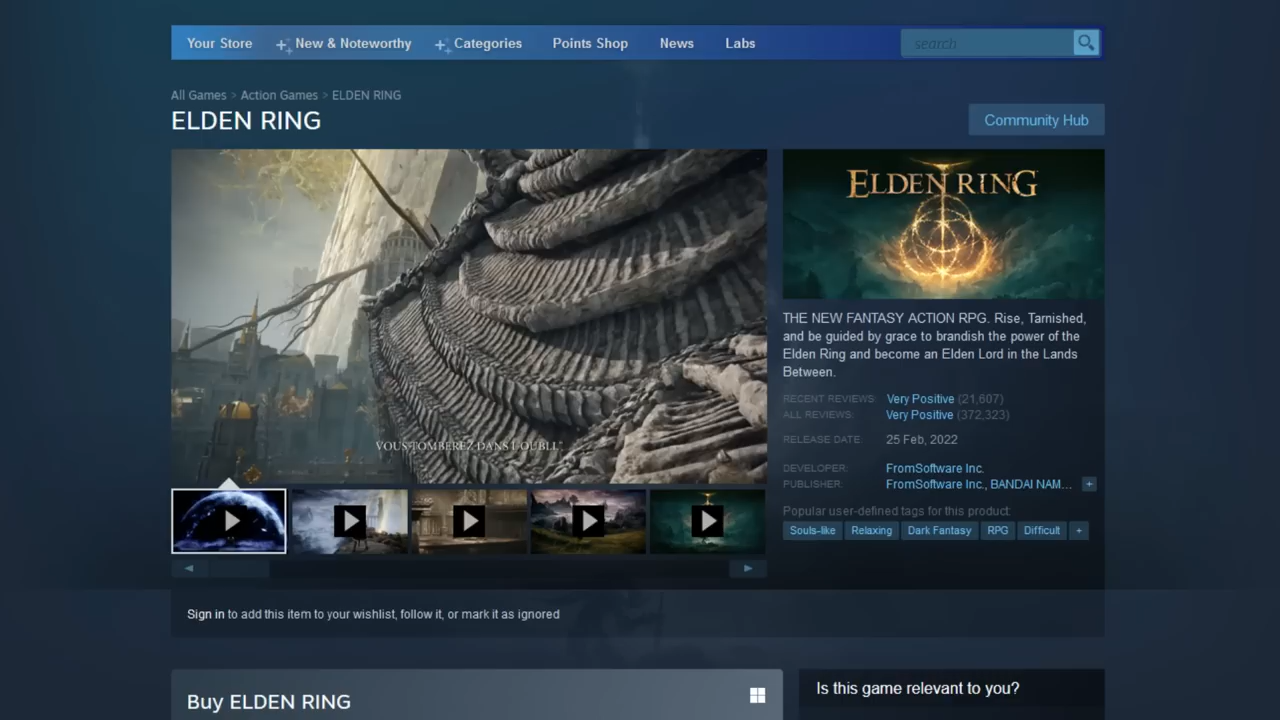 Your Store New & Noteworthy Categories Points Shop News Labs search
All Games > Action Games > ELDEN RING
ELDEN RING
Community Hub
VOUS TOMBEREZ DANS L'OUBLI
ELDEN RING
THE NEW FANTASY ACTION RPG. Rise, Tarnished,
and be guided by grace to brandish the power of the
Elden Ring and become an Elden Lord in the Lands
Between.
RECENT REVIEWS: Very Positive (21,607)
ALL REVIEWS: Very Positive (372,323)
RELEASE DATE: 25 Feb, 2022
DEVELOPER: FromSoftware Inc.
PUBLISHER: FromSoftware Inc., BANDAI NAM... +
Popular user-defined tags for this product:
Souls-like Relaxing Dark Fantasy RPG Difficult +
Sign in to add this item to your wishlist, follow it, or mark it as ignored
Buy ELDEN RING
Is this game relevant to you?